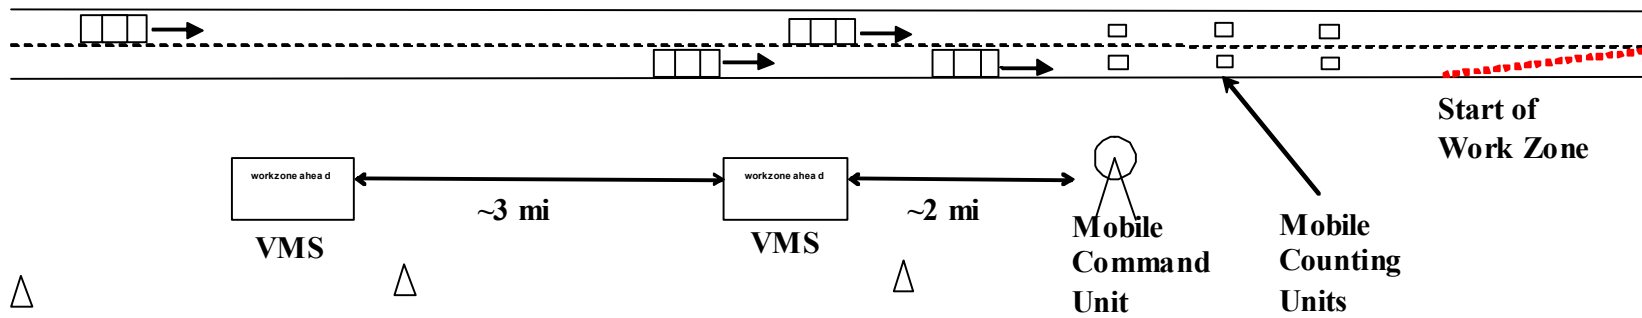 Start of
Work Zone
workzone ahea d
workzone ahea d
~3 mi
~2 mi
VMS
VMS
Mobile
Command
Unit
Mobile
Counting
Units